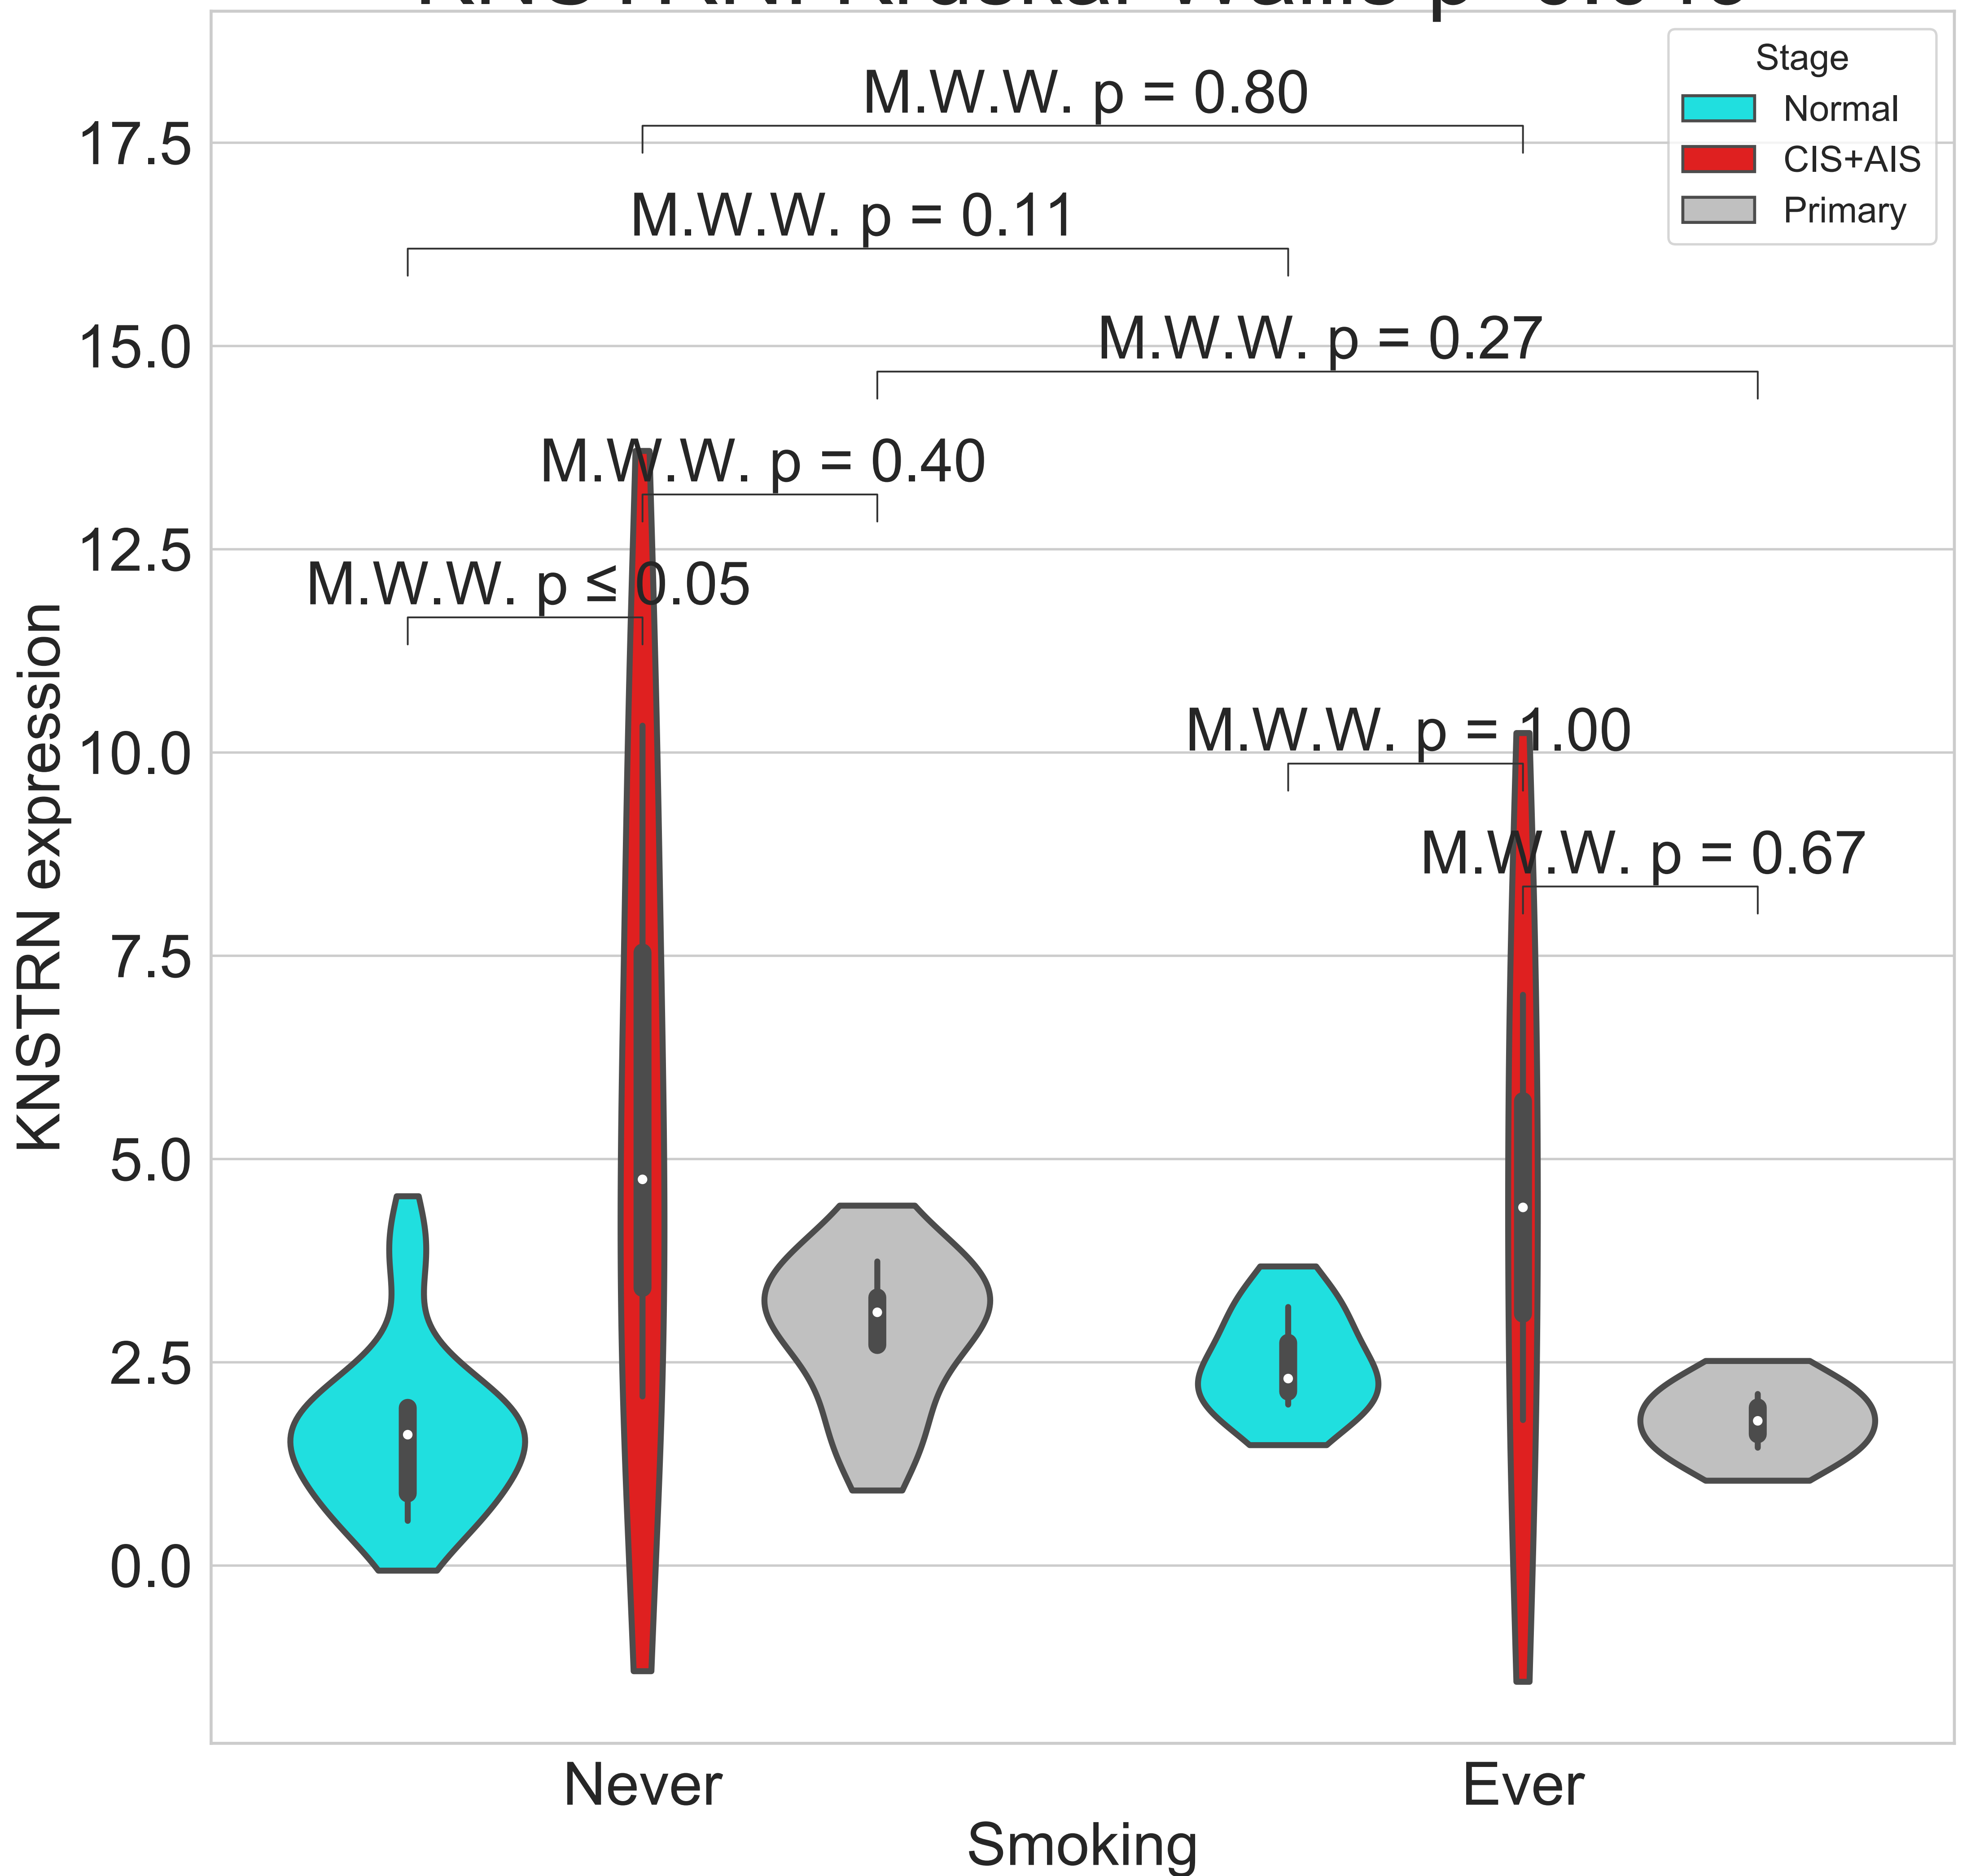 Stage
Normal
CIS+AIS
Primary
M.W.W. p = 0.80
M.W.W. p = 0.11
M.W.W. p = 0.27
M.W.W. p = 0.40
M.W.W. p ≤ 0.05
M.W.W. p = 1.00
M.W.W. p = 0.67
17.5
15.0
12.5
10.0
7.5
5.0
2.5
0.0
KNSTRN expression
Never
Ever
Smoking